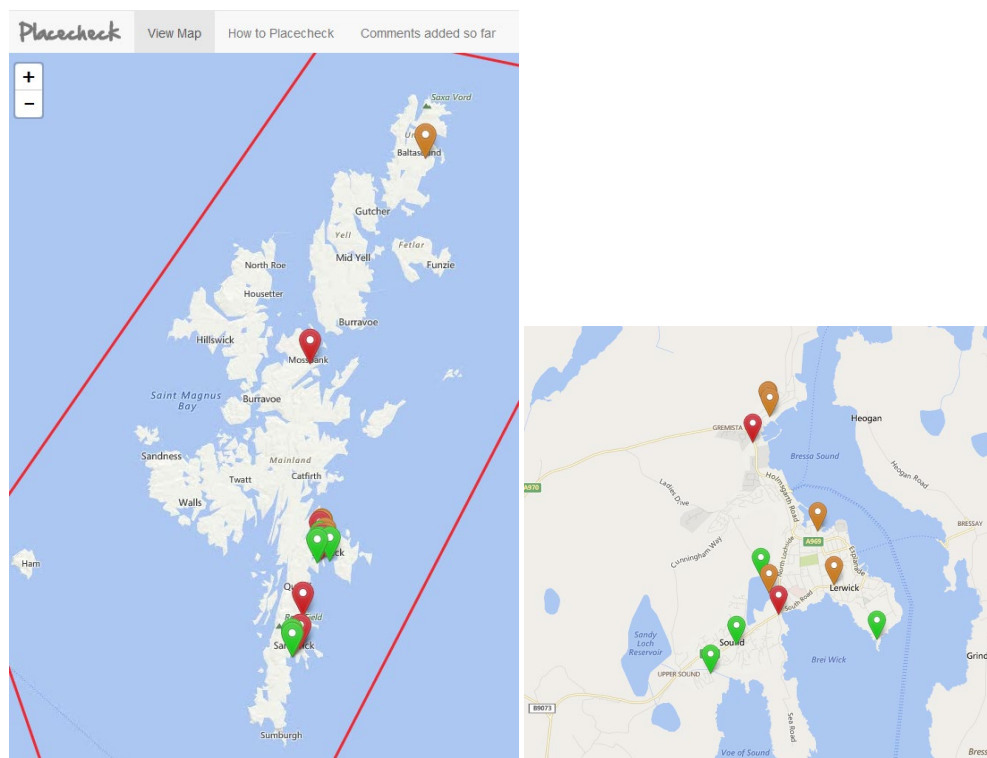 Placecheck View Map How to Placecheck Comments added so far
+
−
Saxa Vord
Gutcher
Yell
Fetlar
Mid Yell
Funzie
North Roe
Housetter
Burravoe
Hillswick
Saint Magnus
Bay
Burravoe
Sandness
Mainland
Twatt
Catfirth
Walls
Ham
Sumburgh
GREMISTA
Heogan
Bressa Sound
Heogan Road
A970
Ladies Drive
Holmsgarth Road
BRESSAY
Cunningham Way
North Lochside
A969
Esplanade
Lerwick
South Road
Sandy
Loch
Reservoir
Sound
Brei Wick
Grind
UPPER SOUND
B9073
Sea Road
Voe of Sound
Bress